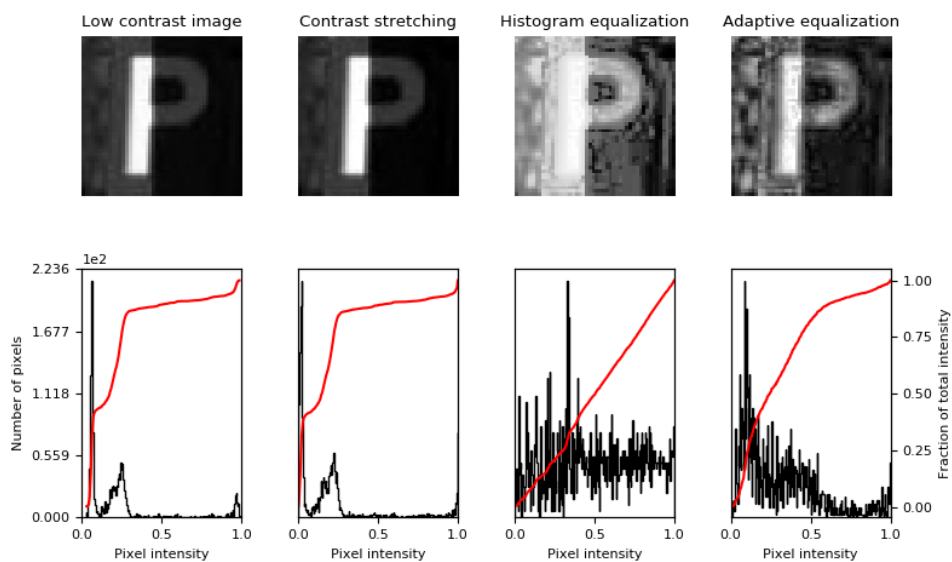 Low contrast image
Contrast stretching
Histogram equalization
Adaptive equalization
P
P
P
P
1e2
2.236
1.677
1.118
0.559
0.000
Number of pixels
0.0
0.5
1.0
Pixel intensity
0.0
0.5
1.0
Pixel intensity
0.0
0.5
1.0
Pixel intensity
0.0
0.5
1.0
Pixel intensity
1.00
0.75
0.50
0.25
0.00
Fraction of total intensity